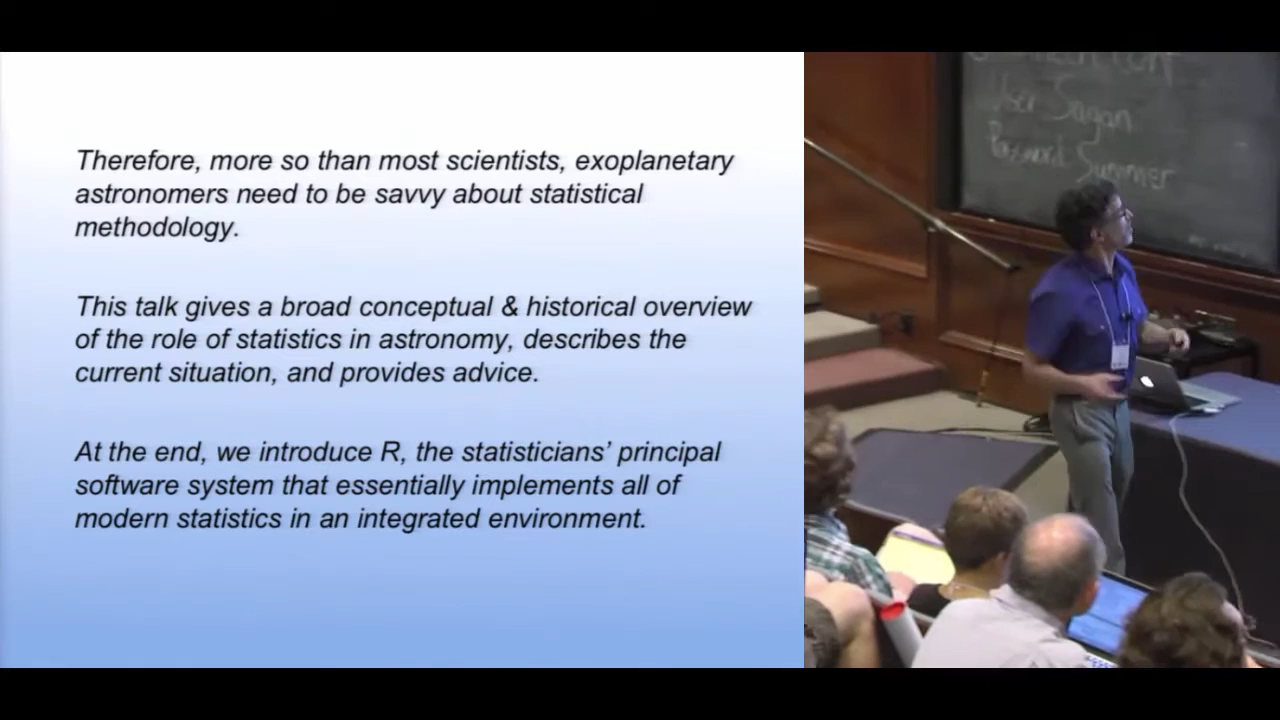 Therefore, more so than most scientists, exoplanetary
astronomers need to be savvy about statistical
methodology.
This talk gives a broad conceptual & historical overview
of the role of statistics in astronomy, describes the
current situation, and provides advice.
At the end, we introduce R, the statisticians’ principal
software system that essentially implements all of
modern statistics in an integrated environment.
User Sagan
Password Summer